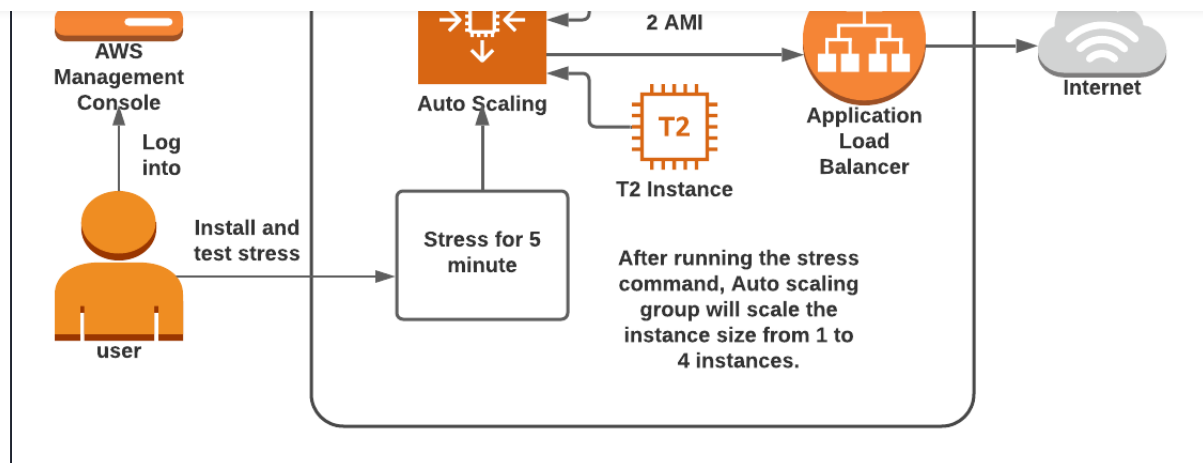 2 AMI
AWS
Management
Console
Auto Scaling
Internet
Application
Load
Balancer
Log
into
T2
T2 Instance
Install and
test stress
Stress for 5
minute
After running the stress
command, Auto scaling
group will scale the
instance size from 1 to
4 instances.
user